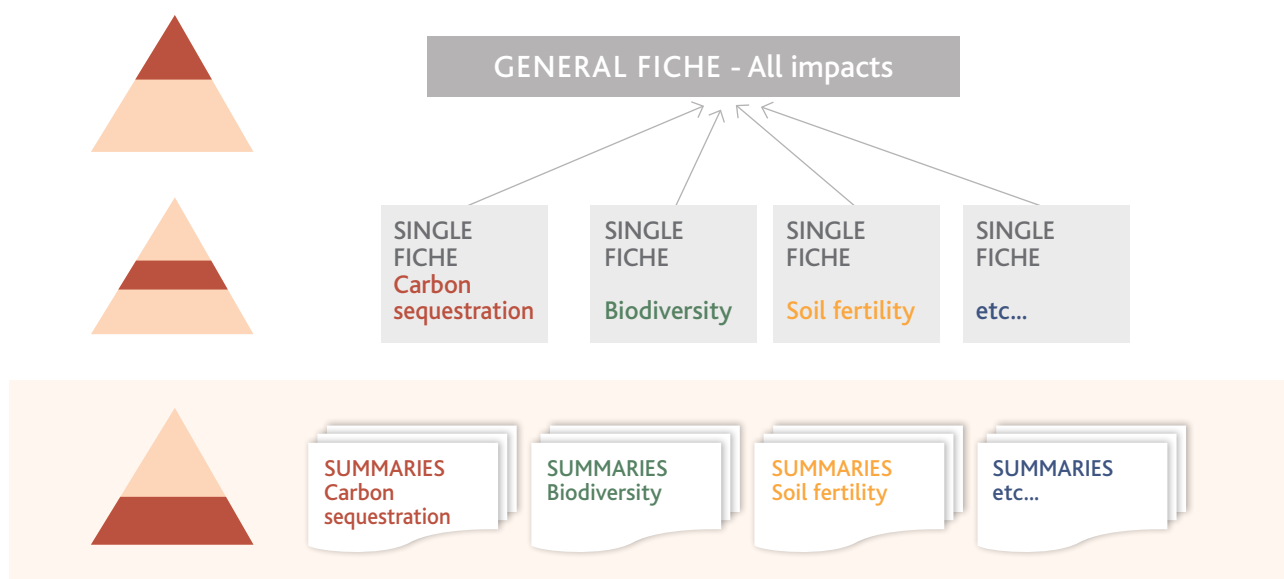 GENERAL FICHE - All impacts
SINGLE
FICHE
Carbon
sequestration
SINGLE
FICHE
Biodiversity
SINGLE
FICHE
Soil fertility
SINGLE
FICHE
etc...
SUMMARIES
Carbon
sequestration
SUMMARIES
Biodiversity
SUMMARIES
Soil fertility
SUMMARIES
etc...